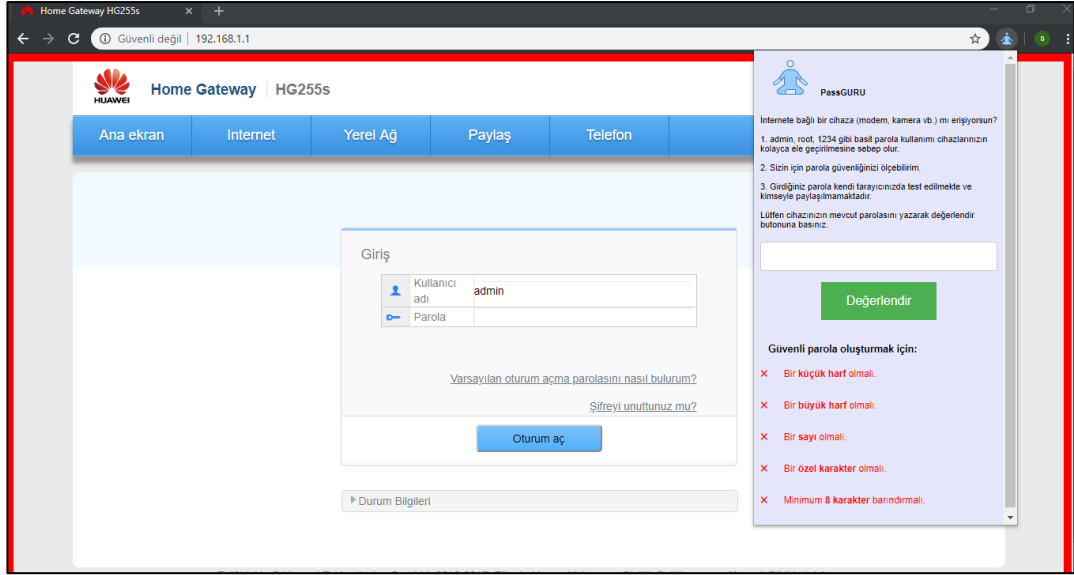 Home Gateway HG255s
Güvenli değil | 192.168.1.1
S
HUAWEI
Home Gateway | HG255s
Ana ekran Internet Yerel Ağ Paylaş Telefon
Giriş
Kullanıcı adı admin
Parola
Varsayılan oturum açma parolasını nasıl bulurum?
Şifreyi unuttunuz mu?
Oturum aç
Durum Bilgileri
PassGURU
İnternete bağlı bir cihaza (modem, kamera vb.) mı erişiyorsun?
1. admin, root, 1234 gibi basit parola kullanımı cihazlarınızın
kolayca ele geçirilmesine sebep olur.
2. Sizin için parola güvenliğinizi ölçebilirim.
3. Girdiğiniz parola kendi tarayıcınızda test edilmekte ve
kimseyle paylaşılmamaktadır.
Lütfen cihazınızın mevcut parolasını yazarak değerlendir
butonuna basınız.
Değerlendir
Güvenli parola oluşturmak için:
Bir küçük harf olmalı.
Bir büyük harf olmalı.
Bir sayı olmalı.
Bir özel karakter olmalı.
Minimum 8 karakter barındırmalı.